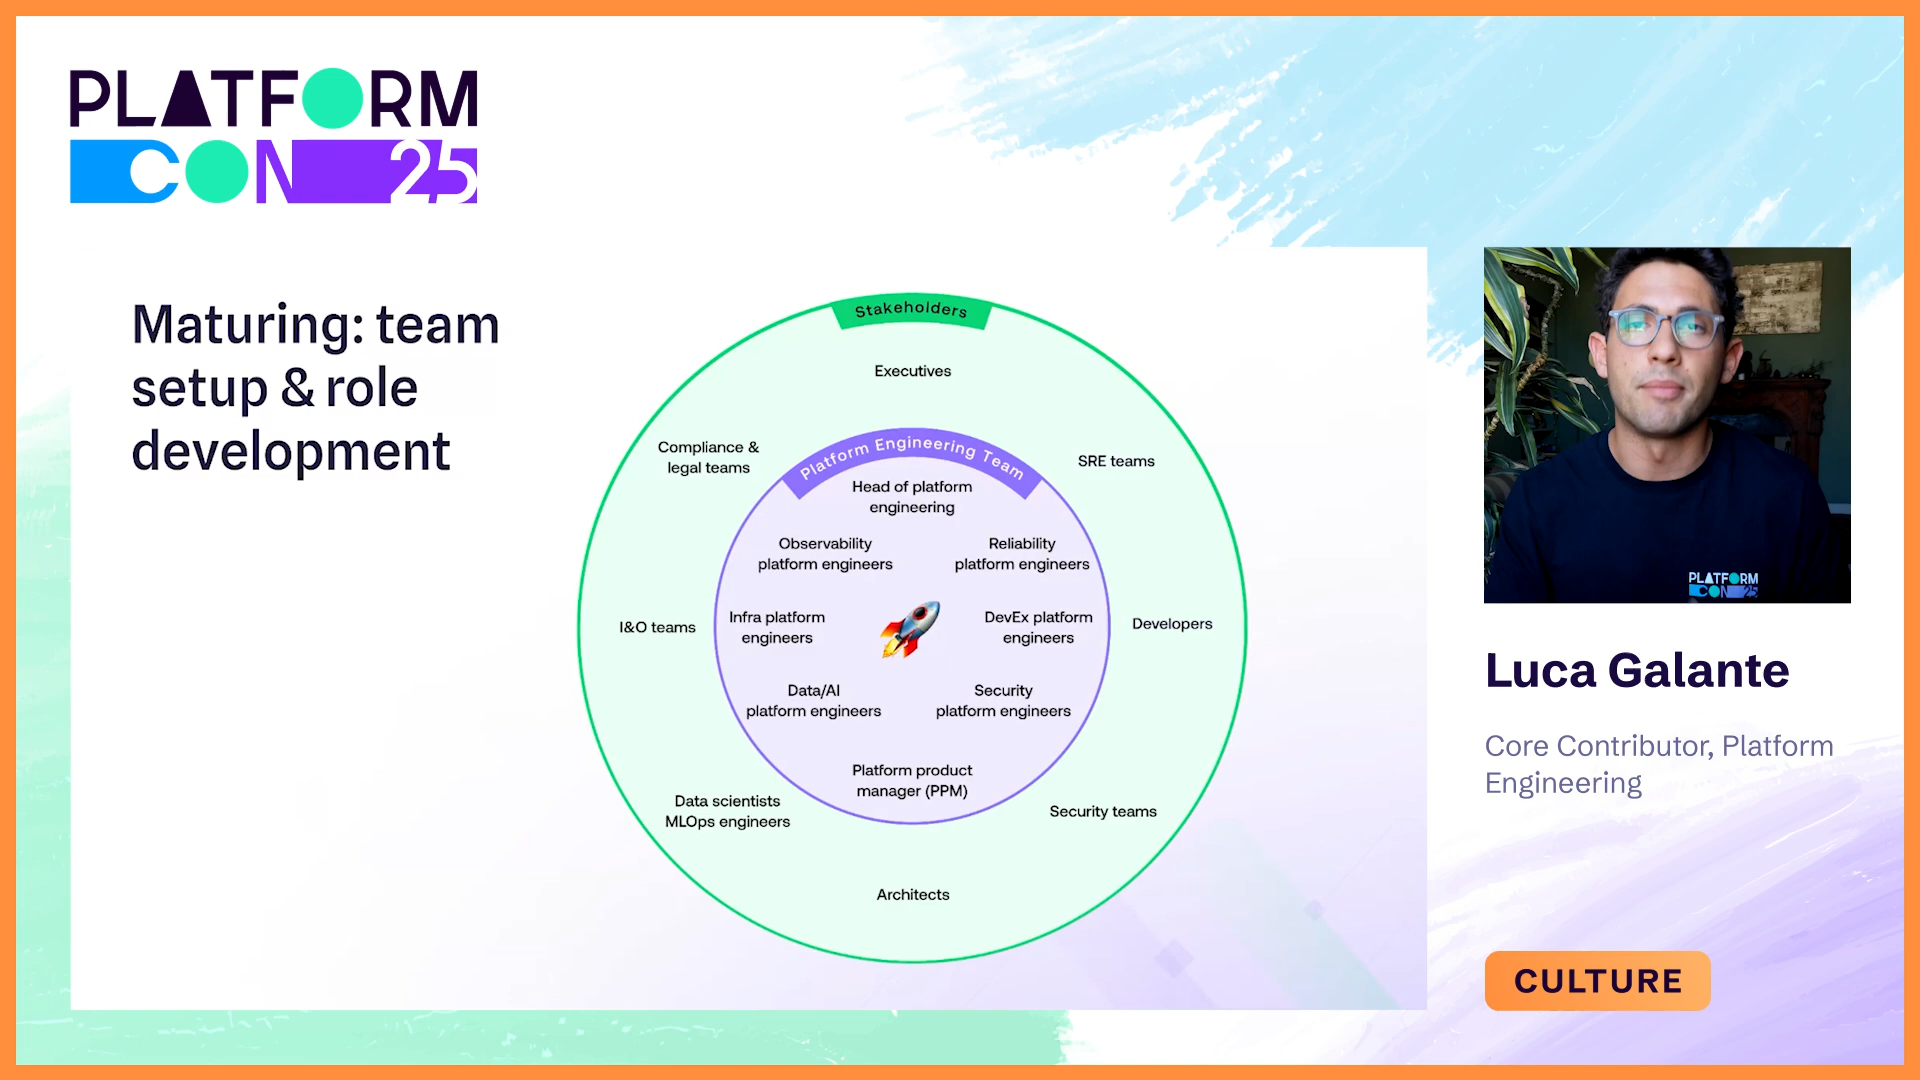 PLATFORM
CON 25
Maturing: team
setup & role
development
Stakeholders
Executives
Compliance &
legal teams
SRE teams
Platform Engineering Team
Head of platform
engineering
Observability
platform engineers
Reliability
platform engineers
I&O teams
Infra platform
engineers
DevEx platform
engineers
Developers
Data/AI
platform engineers
Security
platform engineers
Platform product
manager (PPM)
Data scientists
MLOps engineers
Security teams
Architects
PLATFORM
CON 25
Luca Galante
Core Contributor, Platform
Engineering
CULTURE